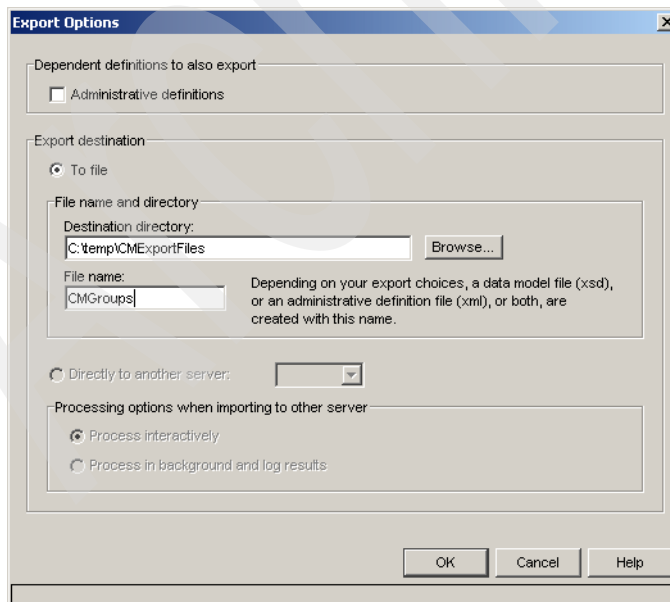 Export Options
Dependent definitions to also export
Administrative definitions
Export destination
To file
File name and directory
Destination directory:
C:\temp\CMExportFiles
Browse...
File name:
CMGroups
Depending on your export choices, a data model file (xsd),
or an administrative definition file (xml), or both, are
created with this name.
Directly to another server:
Processing options when importing to other server
Process interactively
Process in background and log results
OK
Cancel
Help